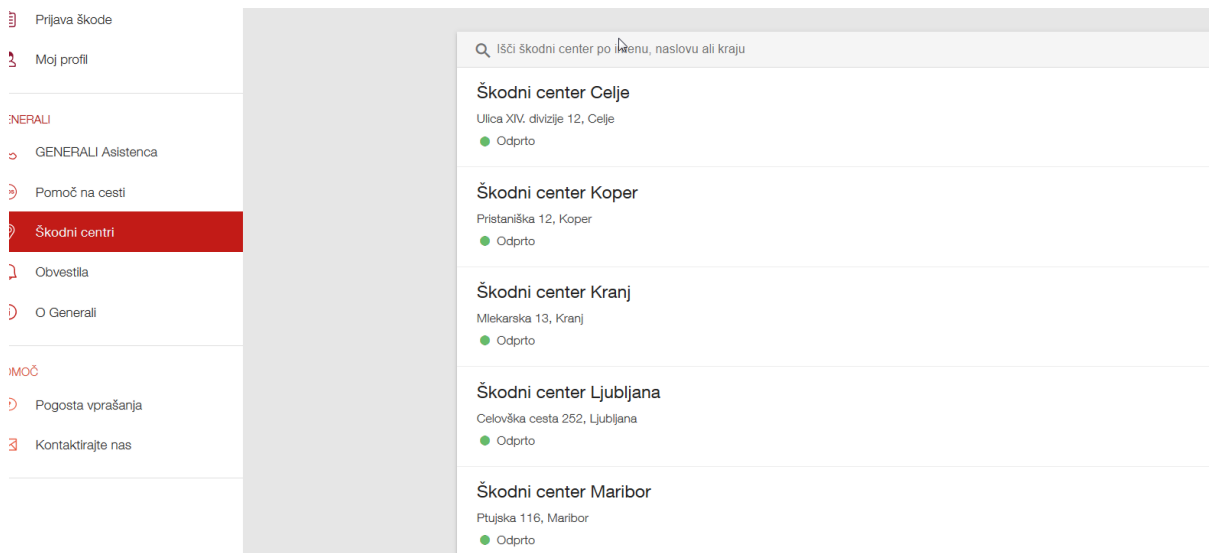 Prijava škode
Moj profil
GENERALI Asistenca
Pomoč na cesti
Škodni centri
Obvestila
O Generali
Pogosta vprašanja
Kontaktirajte nas
Išči škodni center po imenu, naslovu ali kraju
Škodni center Celje
Ulica XIV. divizije 12, Celje
Odprto
Škodni center Koper
Pristaniška 12, Koper
Odprto
Škodni center Kranj
Mlekarska 13, Kranj
Odprto
Škodni center Ljubljana
Celovška cesta 252, Ljubljana
Odprto
Škodni center Maribor
Ptujska 116, Maribor
Odprto